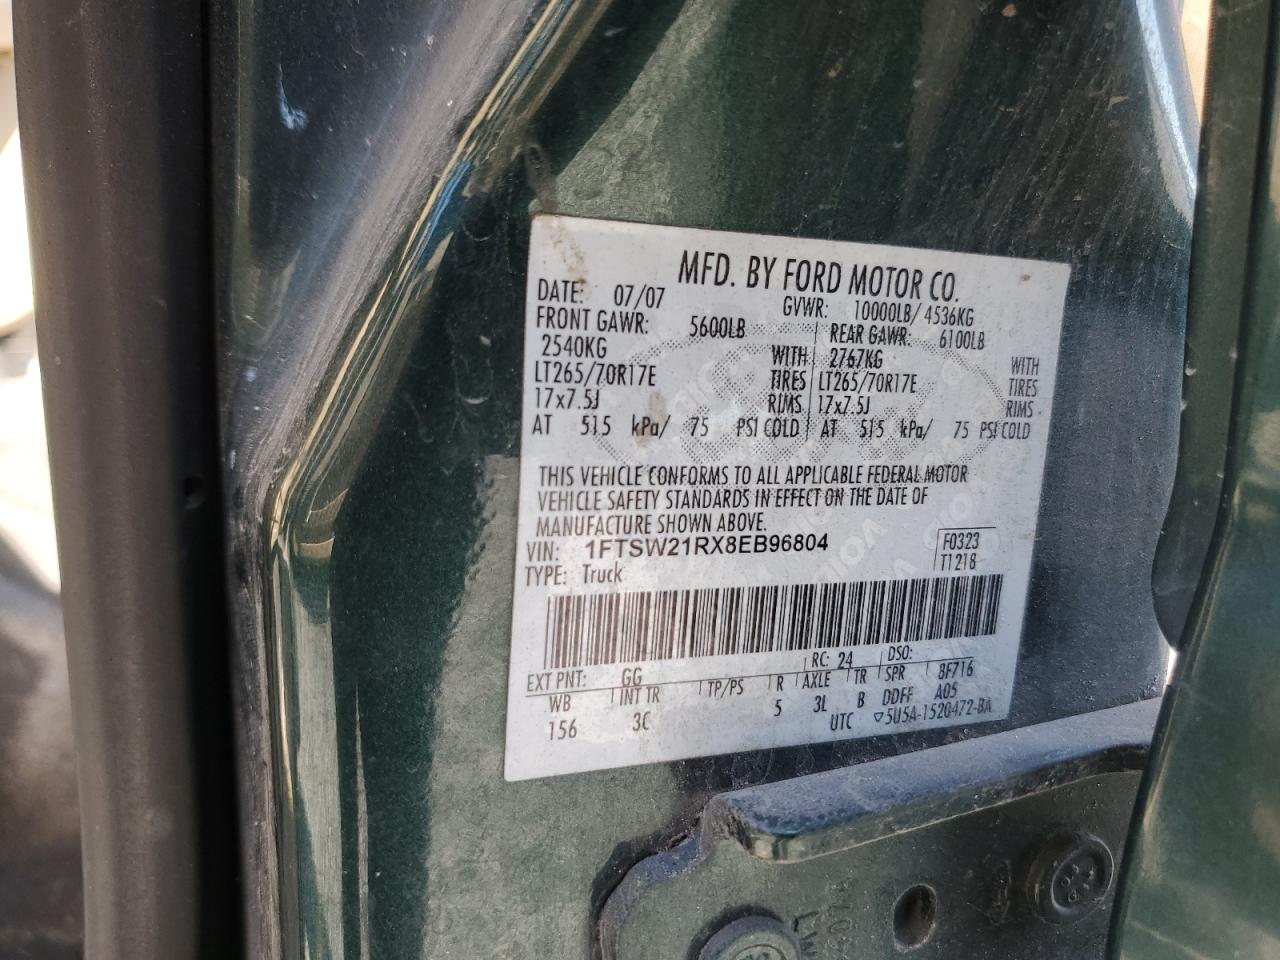 MFD. BY FORD MOTOR CO.
DATE: 07/07 GVWR: 10000LB/ 4536KG
FRONT GAWR: 5600LB REAR GAWR: 6100LB
2540KG WITH 2767KG WITH
LT265/70R17E TIRES LT265/70R17E TIRES
17x7.5J RIMS 17x7.5J RIMS
AT 515 kPa/ 75 PSI COLD AT 515 kPa/ 75 PSI COLD
THIS VEHICLE CONFORMS TO ALL APPLICABLE FEDERAL MOTOR
VEHICLE SAFETY STANDARDS IN EFFECT ON THE DATE OF
MANUFACTURE SHOWN ABOVE.
VIN: 1FTSW21RX8EB96804 F0323
TYPE: Truck T1218
EXT PNT: GG RC: 24 DSO:
WB INT TR TP/PS R AXLE TR SPR 8F716
156 3C 5 3L B DDFF A05
UTC ▽5U5A-1520472-BA